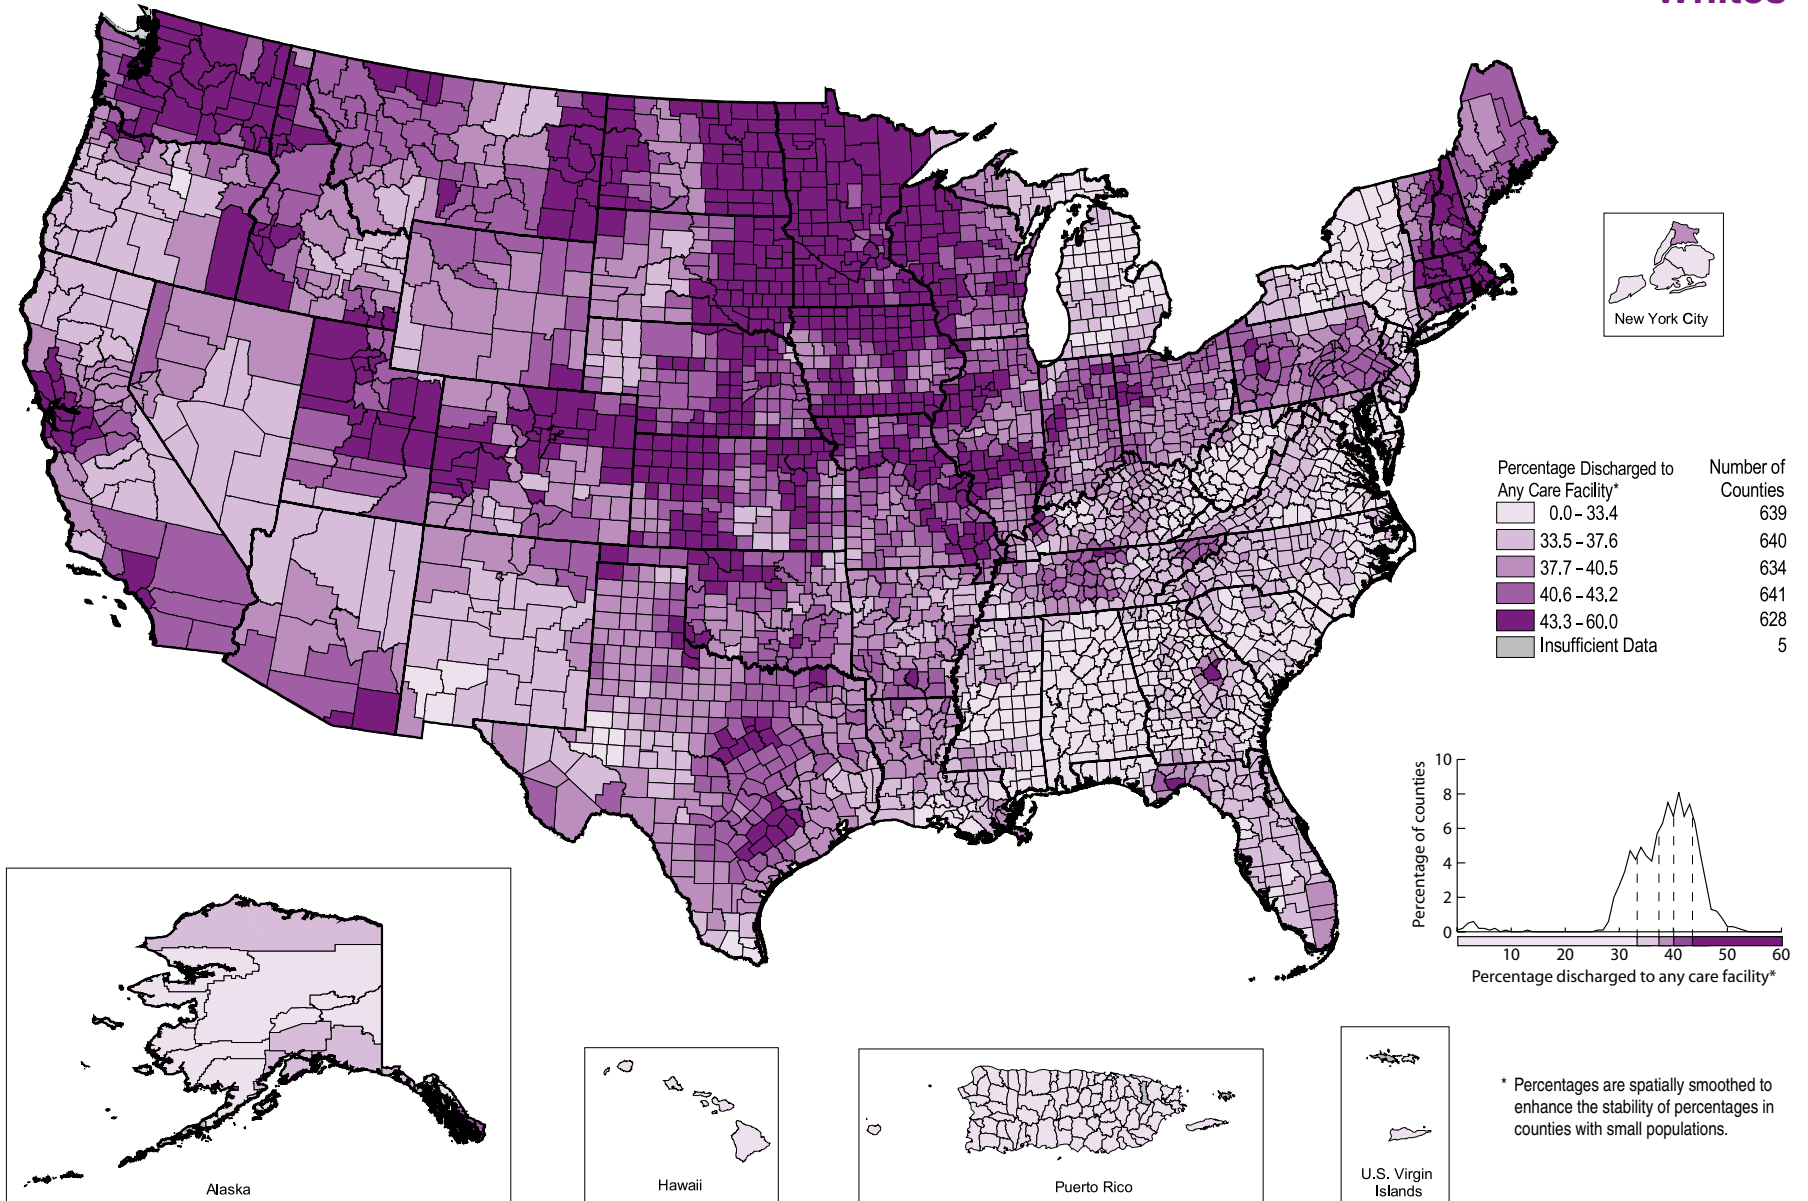 Whites
New York City
Percentage Discharged to Number of
Any Care Facility* Counties
0.0 – 33.4 639
33.5 – 37.6 640
37.7 – 40.5 634
40.6 – 43.2 641
43.3 – 60.0 628
Insufficient Data 5
Percentage of counties
10
8
6
4
2
0
10 20 30 40 50 60
Percentage discharged to any care facility*
* Percentages are spatially smoothed to
enhance the stability of percentages in
counties with small populations.
Alaska
Hawaii
Puerto Rico
U.S. Virgin
Islands